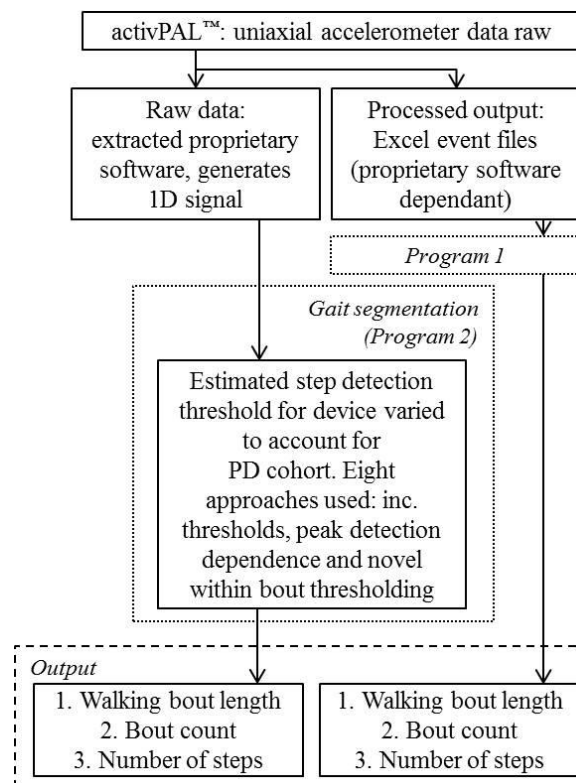 activPAL™: uniaxial accelerometer data raw
Raw data:
extracted proprietary
software, generates
1D signal
Processed output:
Excel event files
(proprietary software
dependant)
Program 1
Gait segmentation
(Program 2)
Estimated step detection
threshold for device varied
to account for
PD cohort. Eight
approaches used: inc.
thresholds, peak detection
dependence and novel
within bout thresholding
Output
1. Walking bout length
2. Bout count
3. Number of steps
1. Walking bout length
2. Bout count
3. Number of steps